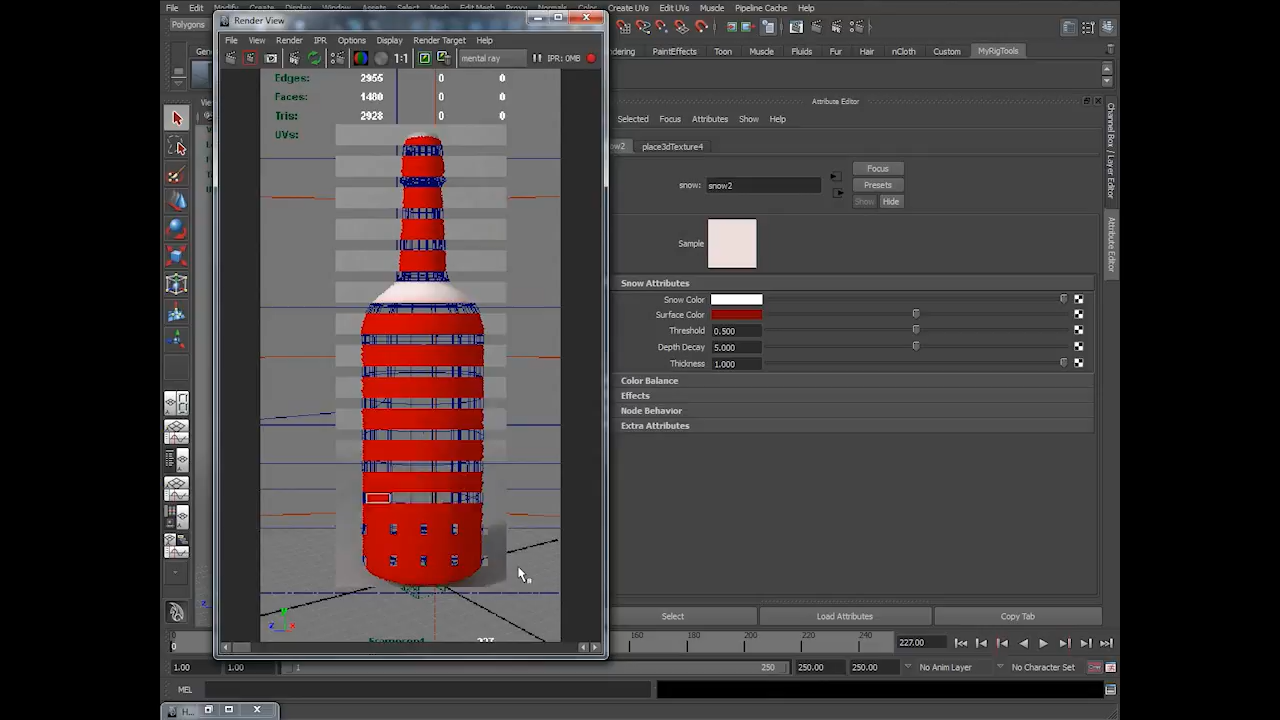 Create UVs Edit UVs Muscle Pipeline Cache Help
Polygons
Render View
File View Render IPR Options Display Render Target Help
PaintEffects Toon Muscle Fluids Fur Hair nCloth Custom MyRigTools
1:1 mental ray IPR: 0MB
Edges: 2955 0 0
Faces: 1480 0 0
Tris: 2928 0 0
UVs:
Attribute Editor
Selected Focus Attributes Show Help
place3dTexture4
Focus
snow: snow2 Presets
Show Hide
Sample
Snow Attributes
Snow Color
Surface Color
Threshold 0.500
Depth Decay 5.000
Thickness 1.000
Color Balance
Effects
Node Behavior
Extra Attributes
Channel Box / Layer Editor
Attribute Editor
Select Load Attributes Copy Tab
160 180 200 220 240 227.00
1.00 1.00 1 250 250.00 250.00 No Anim Layer No Character Set
MEL
H...